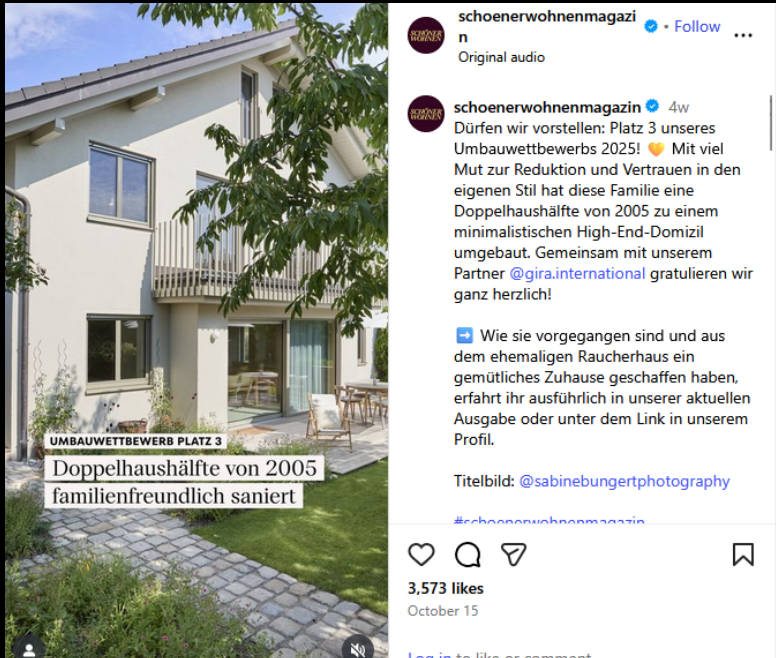 UMBAUWETTBEWERB PLATZ 3
Doppelhaushälfte von 2005
familienfreundlich saniert
SCHÖNER
WOHNEN
schoenerwohnenmagazi
n
• Follow
Original audio
SCHÖNER
WOHNEN
schoenerwohnenmagazin 4w
Dürfen wir vorstellen: Platz 3 unseres
Umbauwettbewerbs 2025! 🧡 Mit viel
Mut zur Reduktion und Vertrauen in den
eigenen Stil hat diese Familie eine
Doppelhaushälfte von 2005 zu einem
minimalistischen High-End-Domizil
umgebaut. Gemeinsam mit unserem
Partner @gira.international gratulieren wir
ganz herzlich!
➡️ Wie sie vorgegangen sind und aus
dem ehemaligen Raucherhaus ein
gemütliches Zuhause geschaffen haben,
erfahrt ihr ausführlich in unserer aktuellen
Ausgabe oder unter dem Link in unserem
Profil.
Titelbild: @sabinebungertphotography
#schoenerwohnenmagazin
3,573 likes
October 15
Log in to like or comment.